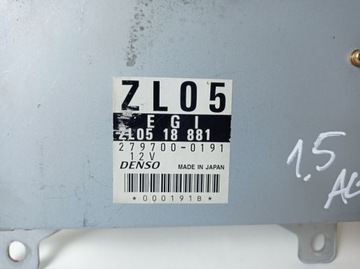 ZL05
EGI
ZL05 18 881
279700-0191
12V
DENSO MADE IN JAPAN
*000191B*
1.5